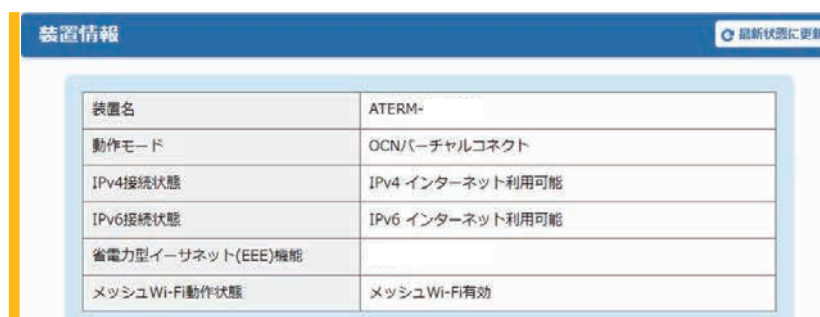 装置情報
最新状態に更新
装置名 ATERM-
動作モード OCNバーチャルコネクト
IPv4接続状態 IPv4 インターネット利用可能
IPv6接続状態 IPv6 インターネット利用可能
省電力型イーサネット(EEE)機能
メッシュWi-Fi動作状態 メッシュWi-Fi有効